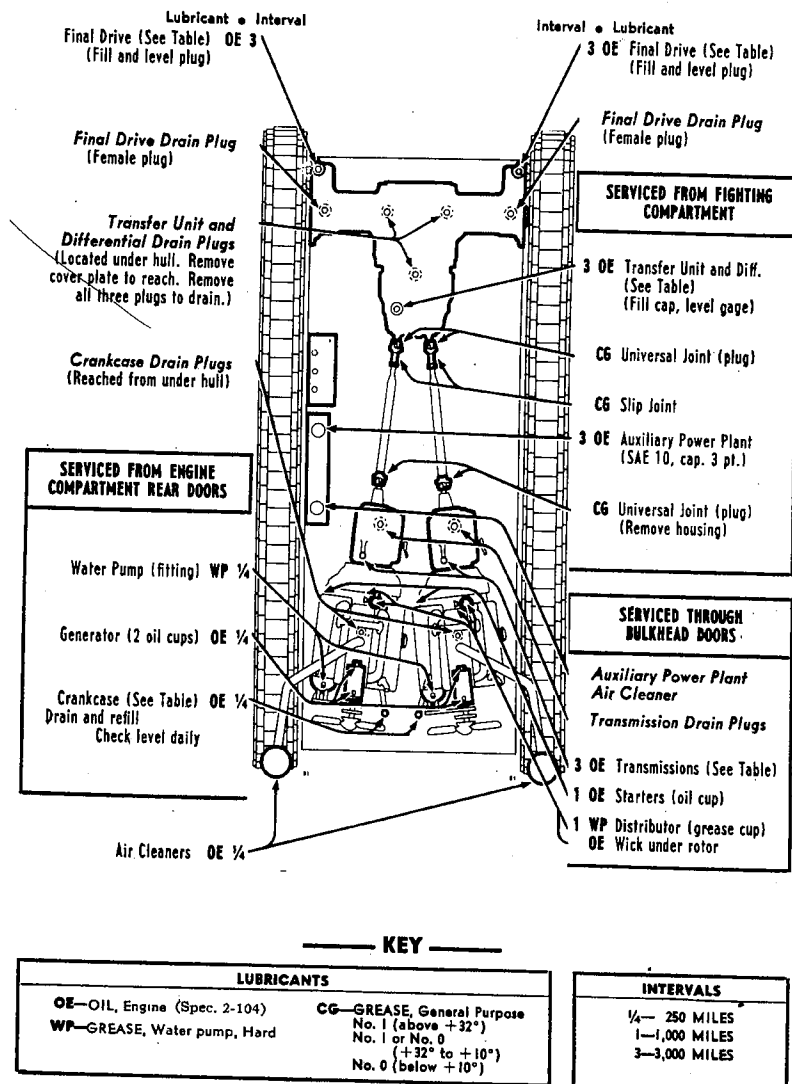 Lubricant • Interval
Final Drive (See Table) OE 3
(Fill and level plug)
Final Drive Drain Plug
(Female plug)
Transfer Unit and
Differential Drain Plugs
(Located under hull. Remove
cover plate to reach. Remove
all three plugs to drain.)
Crankcase Drain Plugs
(Reached from under hull)
SERVICED FROM ENGINE
COMPARTMENT REAR DOORS
Water Pump (fitting) WP ¼
Generator (2 oil cups) OE ¼
Crankcase (See Table) OE ¼
Drain and refill
Check level daily
Air Cleaners OE ¼
Interval • Lubricant
3 OE Final Drive (See Table)
(Fill and level plug)
Final Drive Drain Plug
(Female plug)
SERVICED FROM FIGHTING
COMPARTMENT
3 OE Transfer Unit and Diff.
(See Table)
(Fill cap, level gage)
CG Universal Joint (plug)
CG Slip Joint
3 OE Auxiliary Power Plant
(SAE 10, cap. 3 pt.)
CG Universal Joint (plug)
(Remove housing)
SERVICED THROUGH
BULKHEAD DOORS
Auxiliary Power Plant
Air Cleaner
Transmission Drain Plugs
3 OE Transmissions (See Table)
1 OE Starters (oil cup)
1 WP Distributor (grease cup)
OE Wick under rotor
KEY
LUBRICANTS
OE—OIL, Engine (Spec. 2-104)
WP—GREASE, Water pump, Hard
CG—GREASE, General Purpose
No. 1 (above +32°)
No. 1 or No. 0
(+32° to +10°)
No. 0 (below +10°)
INTERVALS
¼— 250 MILES
1—1,000 MILES
3—3,000 MILES